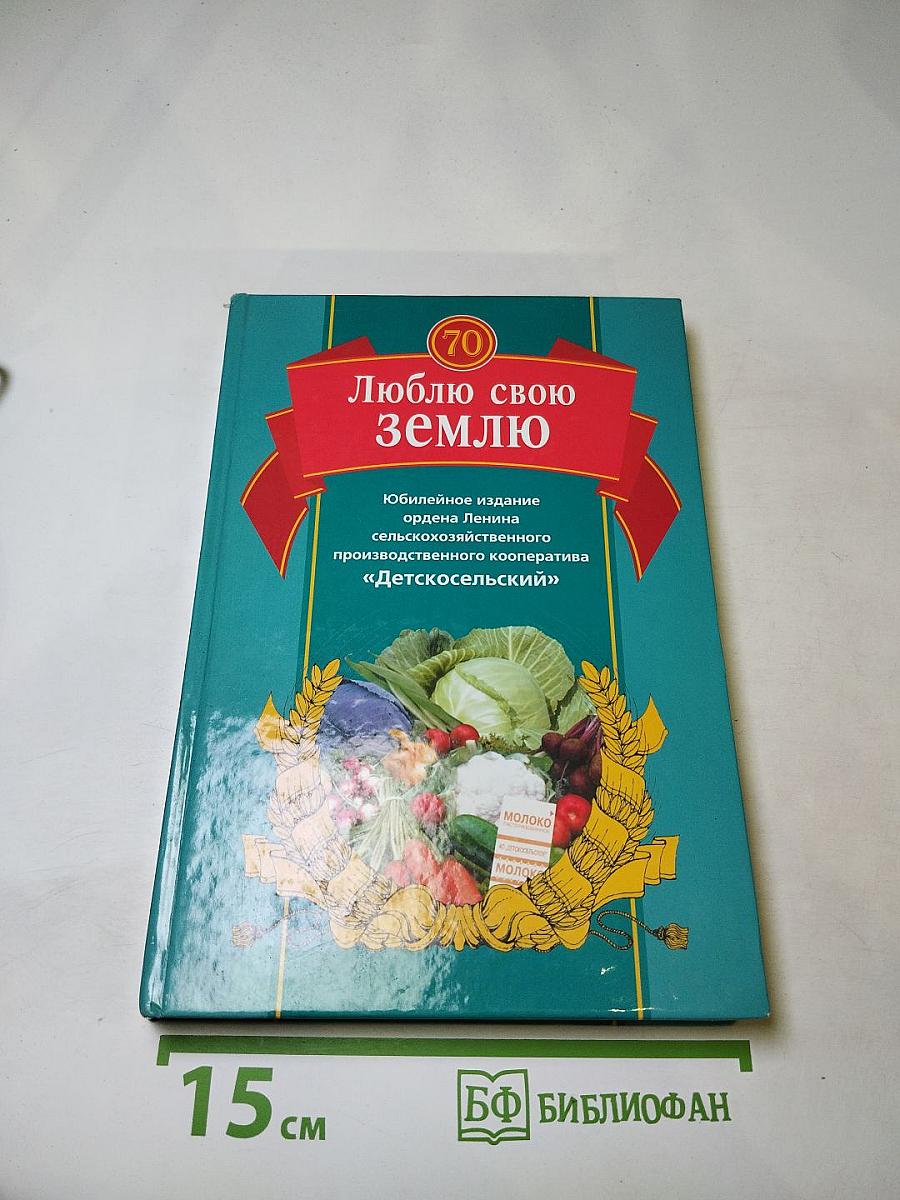 70
Люблю свою
землю
Юбилейное издание
ордена Ленина
сельскохозяйственного
производственного кооператива
«Детскосельский»
МОЛОКО
МОЛОКО
15 см
БФ БИБЛИОФАН